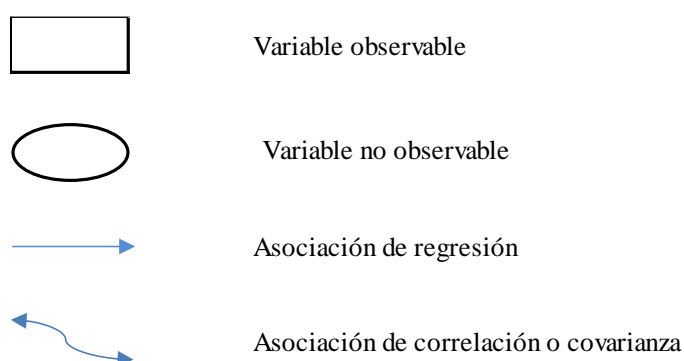 Variable observable
Variable no observable
Asociación de regresión
Asociación de correlación o covarianza